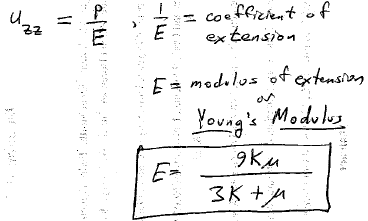 u_zz = P/E , 1/E = coefficient of
extension
E = modulus of extension
or
Young's Modulus
E = 9Kμ / 3K + μ